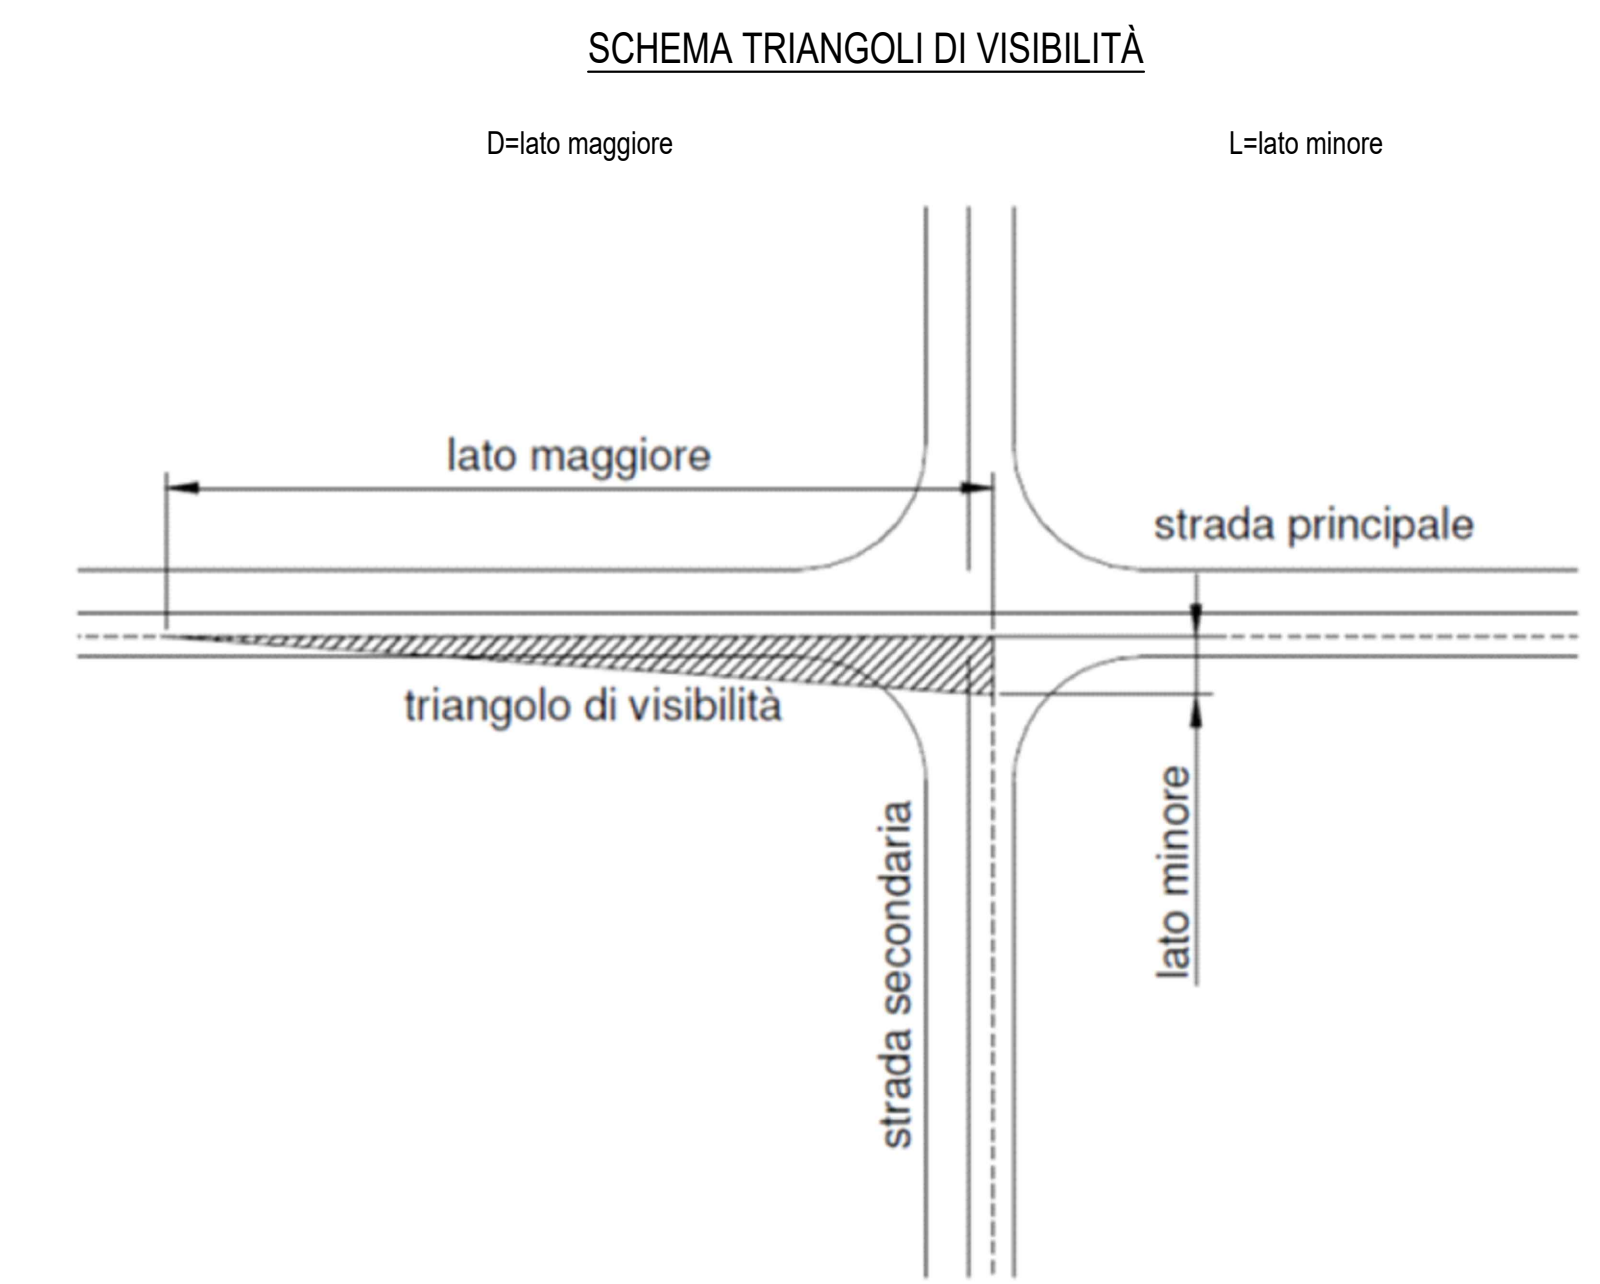 SCHEMA TRIANGOLI DI VISIBILITÀ
D=lato maggiore
L=lato minore
lato maggiore
strada principale
triangolo di visibilità
lato minore
strada secondaria